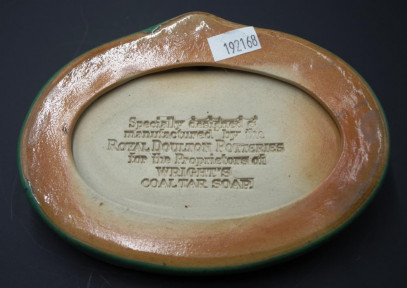 192168
Specially designed &
manufactured by the
ROYAL DOULTON POTTERIES
for the Proprietors of
WRIGHT'S
COAL TAR SOAP.